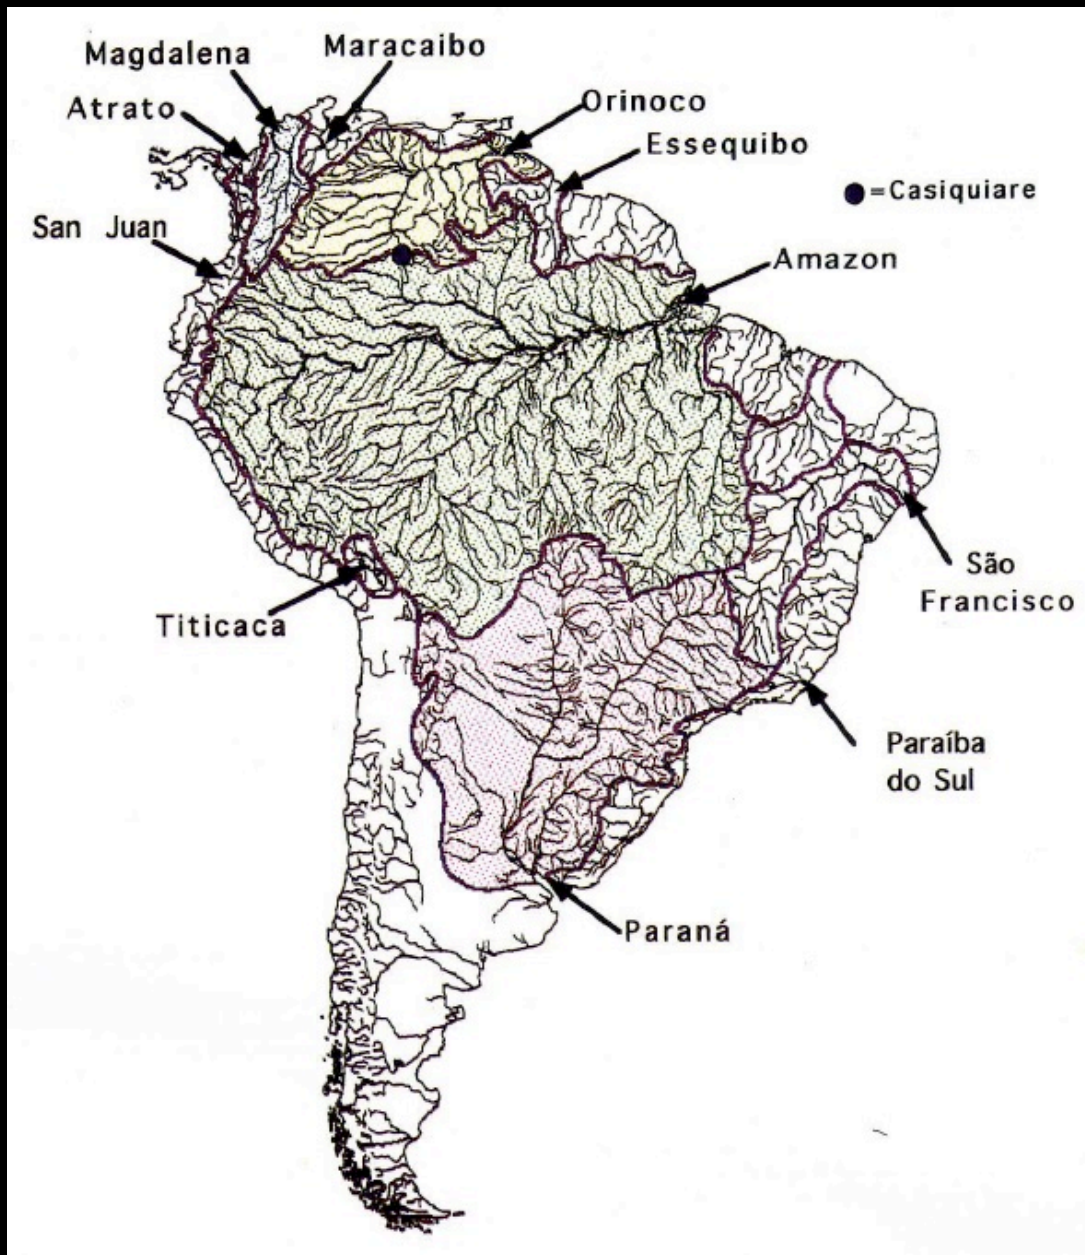 Magdalena
Maracaibo
Atrato
Orinoco
Essequibo
=Casiquiare
San Juan
Amazon
São
Francisco
Titicaca
Paraíba
do Sul
Paraná